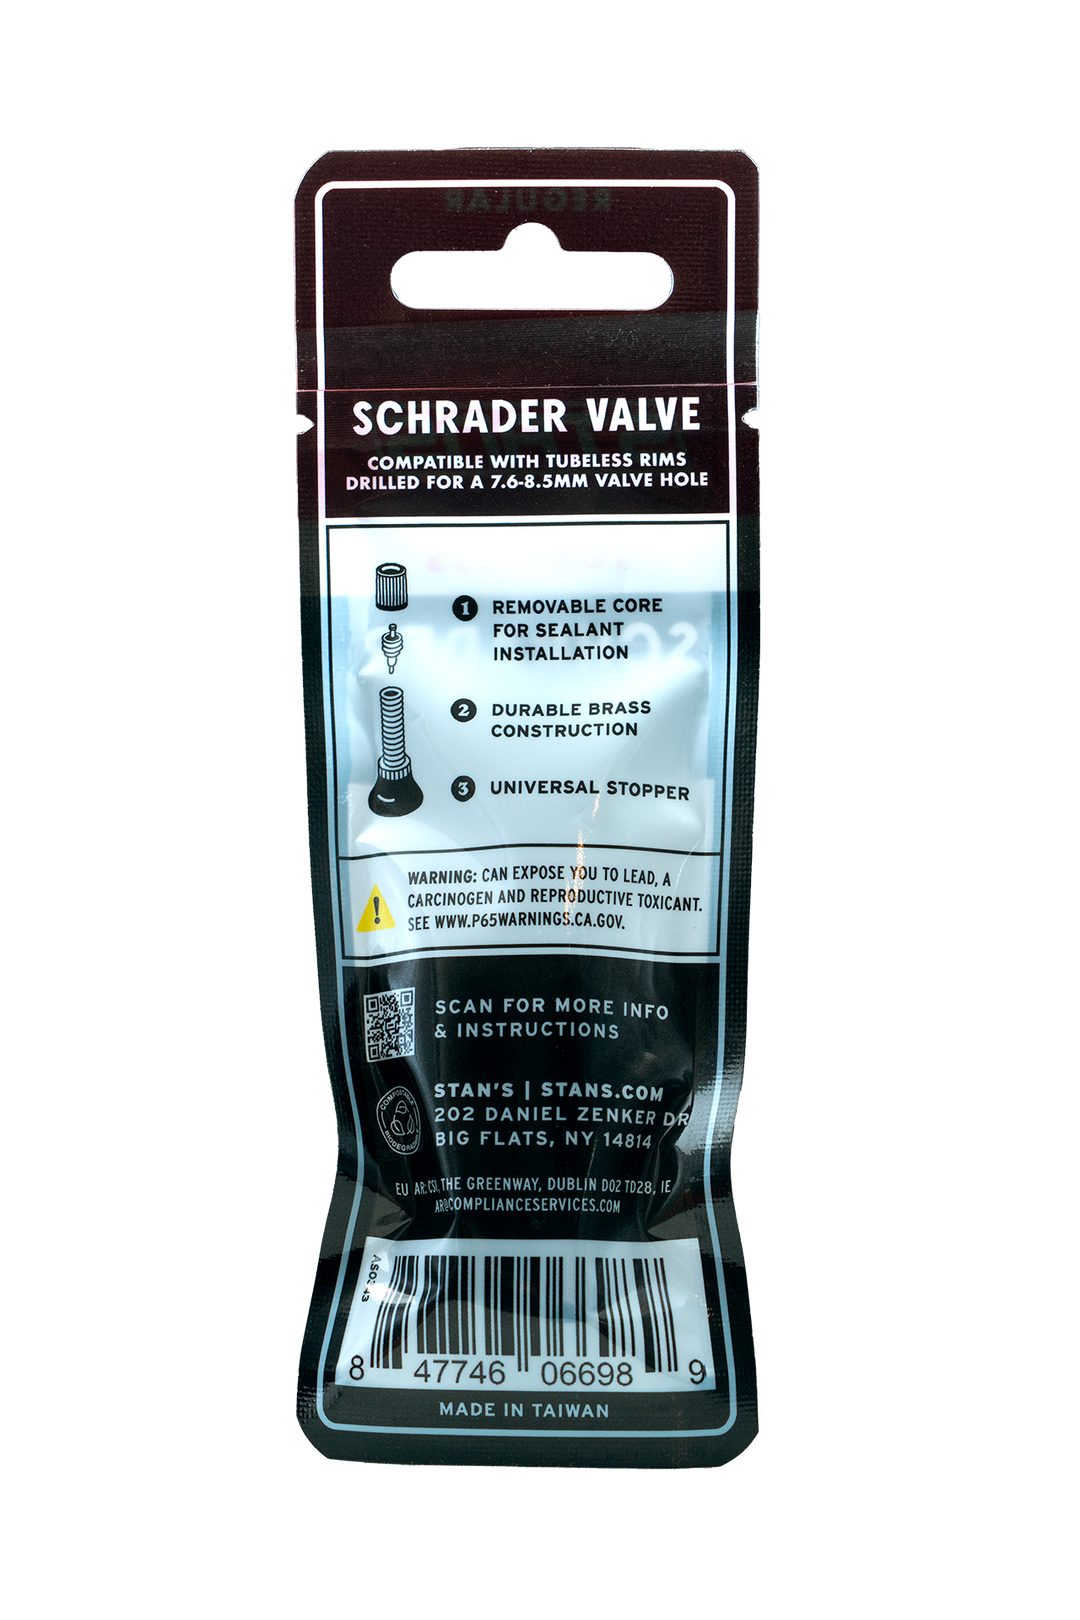 REGULAR
SCHRADER VALVE
COMPATIBLE WITH TUBELESS RIMS
DRILLED FOR A 7.6-8.5MM VALVE HOLE
1 REMOVABLE CORE
FOR SEALANT
INSTALLATION
2 DURABLE BRASS
CONSTRUCTION
3 UNIVERSAL STOPPER
WARNING: CAN EXPOSE YOU TO LEAD, A
CARCINOGEN AND REPRODUCTIVE TOXICANT.
SEE WWW.P65WARNINGS.CA.GOV.
SCAN FOR MORE INFO
& INSTRUCTIONS
STAN'S | STANS.COM
202 DANIEL ZENKER DR
BIG FLATS, NY 14814
COMPOSTABLE
BIODEGRADABLE
EU AR: CSI, THE GREENWAY, DUBLIN D02 TD28, IE
AR@COMPLIANCESERVICES.COM
8 47746 06698 9
MADE IN TAIWAN